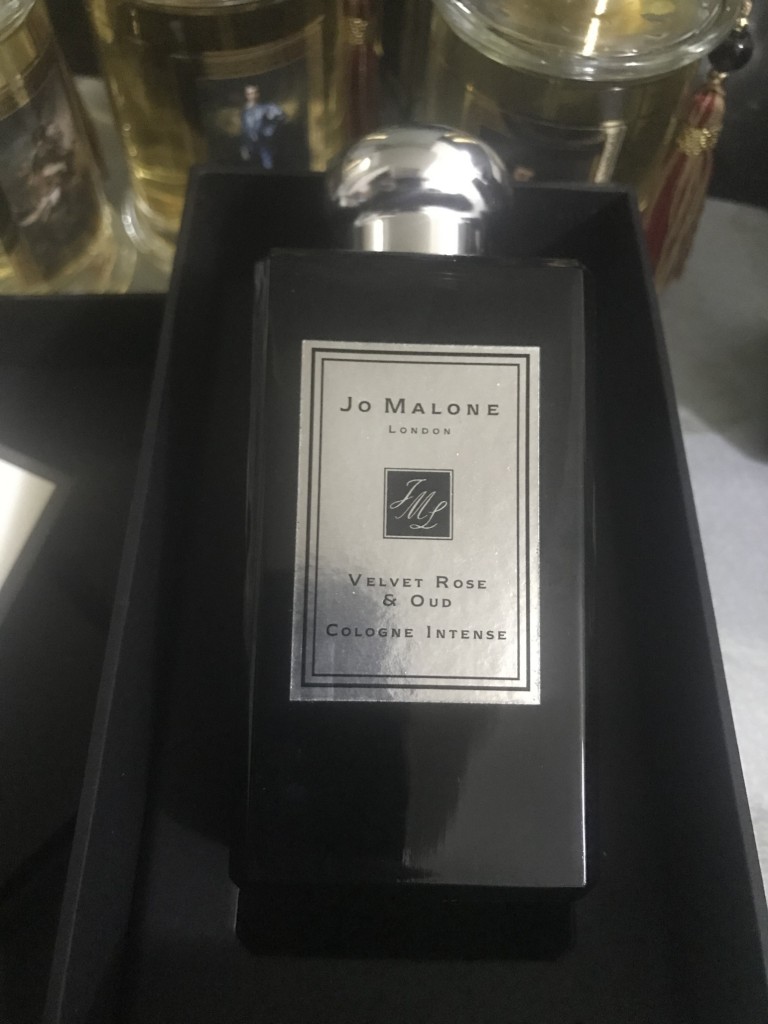 Jo Malone
London
JML
Velvet Rose
& Oud
Cologne Intense